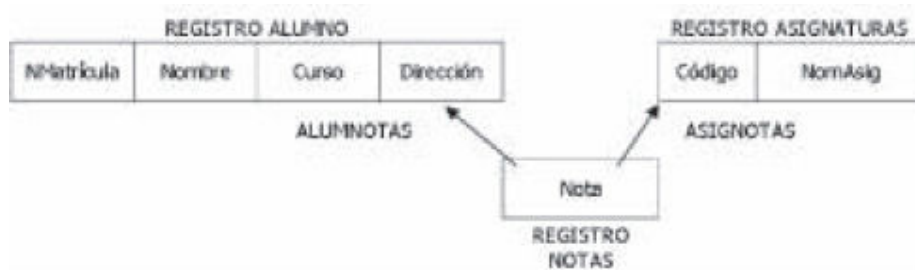 REGISTRO ALUMNO
REGISTRO ASIGNATURAS
NMatrícula Nombre Curso Dirección
Código NomAsig
ALUMNOTAS
ASIGNOTAS
Nota
REGISTRO
NOTAS